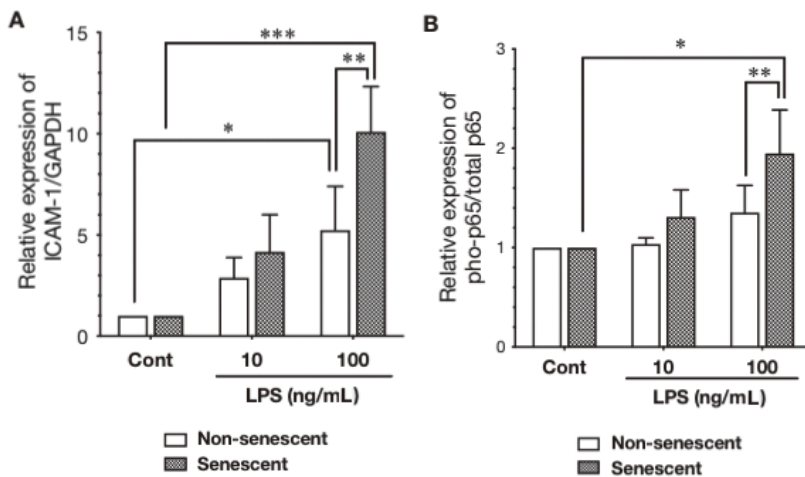 A
Relative expression of
ICAM-1/GAPDH
15
10
5
0
***
**
*
Cont
10
100
LPS (ng/mL)
Non-senescent
Senescent
B
Relative expression of
pho-p65/total p65
3
2
1
0
*
**
Cont
10
100
LPS (ng/mL)
Non-senescent
Senescent